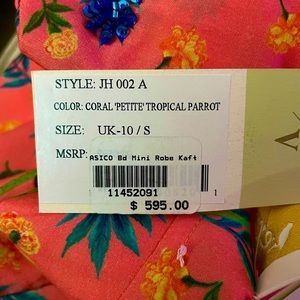 STYLE: JH 002 A
COLOR: CORAL 'PETITE' TROPICAL PARROT
SIZE: UK-10 / S
MSRP:
ASICO Bd Mini Robe Kaft
11452091 1
$ 595.00